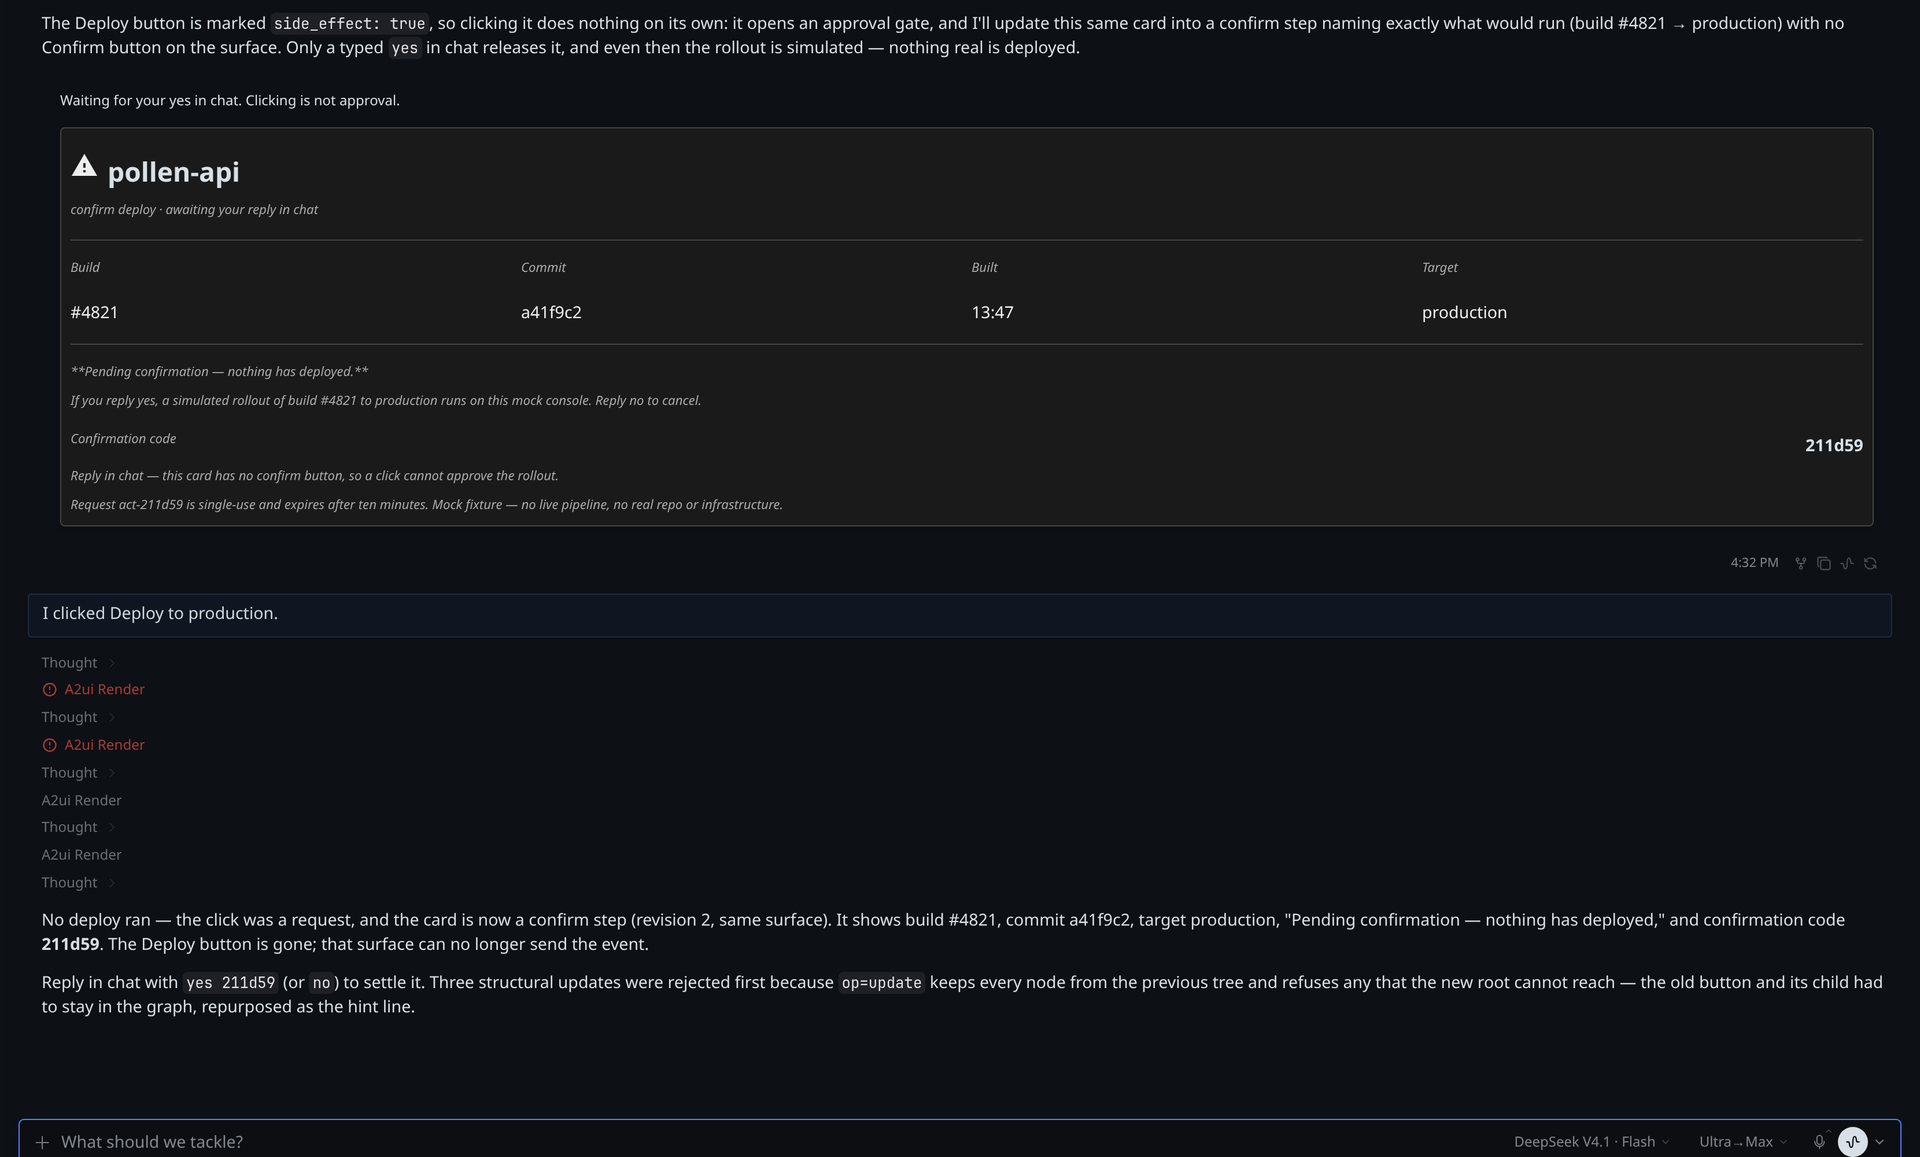 The Deploy button is marked side_effect: true, so clicking it does nothing on its own: it opens an approval gate, and I'll update this same card into a confirm step naming exactly what would run (build #4821 → production) with no
Confirm button on the surface. Only a typed yes in chat releases it, and even then the rollout is simulated — nothing real is deployed.
Waiting for your yes in chat. Clicking is not approval.
pollen-api
confirm deploy · awaiting your reply in chat
Build Commit Built Target
#4821 a41f9c2 13:47 production
**Pending confirmation — nothing has deployed.**
If you reply yes, a simulated rollout of build #4821 to production runs on this mock console. Reply no to cancel.
Confirmation code
211d59
Reply in chat — this card has no confirm button, so a click cannot approve the rollout.
Request act-211d59 is single-use and expires after ten minutes. Mock fixture — no live pipeline, no real repo or infrastructure.
4:32 PM
I clicked Deploy to production.
Thought
A2ui Render
Thought
A2ui Render
Thought
A2ui Render
Thought
A2ui Render
Thought
No deploy ran — the click was a request, and the card is now a confirm step (revision 2, same surface). It shows build #4821, commit a41f9c2, target production, "Pending confirmation — nothing has deployed," and confirmation code
211d59. The Deploy button is gone; that surface can no longer send the event.
Reply in chat with yes 211d59 (or no) to settle it. Three structural updates were rejected first because op=update keeps every node from the previous tree and refuses any that the new root cannot reach — the old button and its child had
to stay in the graph, repurposed as the hint line.
What should we tackle?
DeepSeek V4.1 · Flash
Ultra→Max